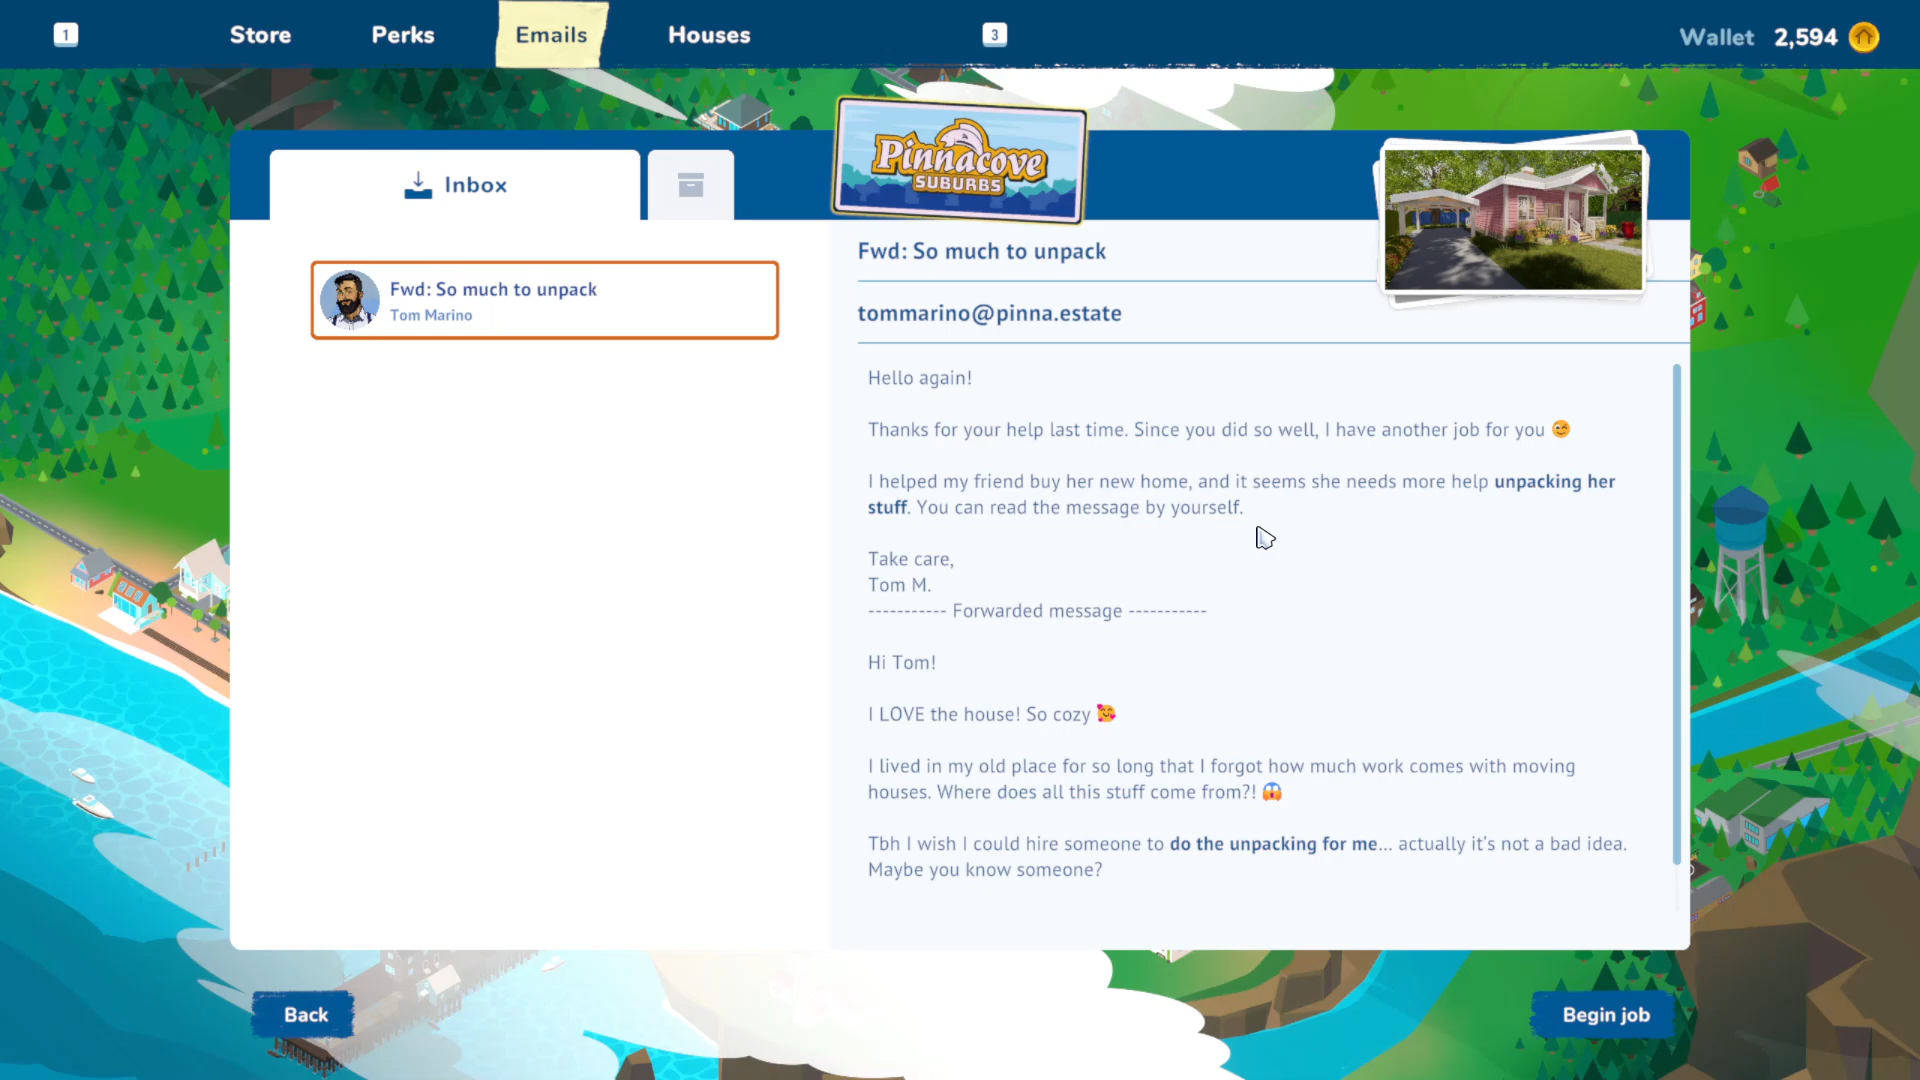 1
Store
Perks
Emails
Houses
3
Wallet 2,594
Inbox
Pinnacove
SUBURBS
Fwd: So much to unpack
Tom Marino
Fwd: So much to unpack
tommarino@pinna.estate
Hello again!
Thanks for your help last time. Since you did so well, I have another job for you 😉
I helped my friend buy her new home, and it seems she needs more help unpacking her
stuff. You can read the message by yourself.
Take care,
Tom M.
----------- Forwarded message -----------
Hi Tom!
I LOVE the house! So cozy 🥰
I lived in my old place for so long that I forgot how much work comes with moving
houses. Where does all this stuff come from?! 😱
Tbh I wish I could hire someone to do the unpacking for me... actually it's not a bad idea.
Maybe you know someone?
Back
Begin job